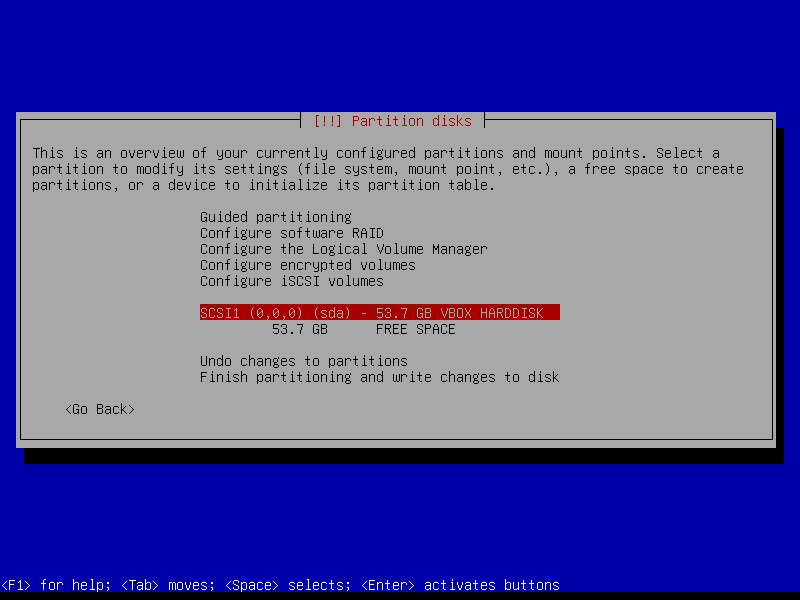 [!!] Partition disks
This is an overview of your currently configured partitions and mount points. Select a
partition to modify its settings (file system, mount point, etc.), a free space to create
partitions, or a device to initialize its partition table.
Guided partitioning
Configure software RAID
Configure the Logical Volume Manager
Configure encrypted volumes
Configure iSCSI volumes
SCSI1 (0,0,0) (sda) - 53.7 GB VBOX HARDDISK
53.7 GB FREE SPACE
Undo changes to partitions
Finish partitioning and write changes to disk
<Go Back>
<F1> for help; <Tab> moves; <Space> selects; <Enter> activates buttons